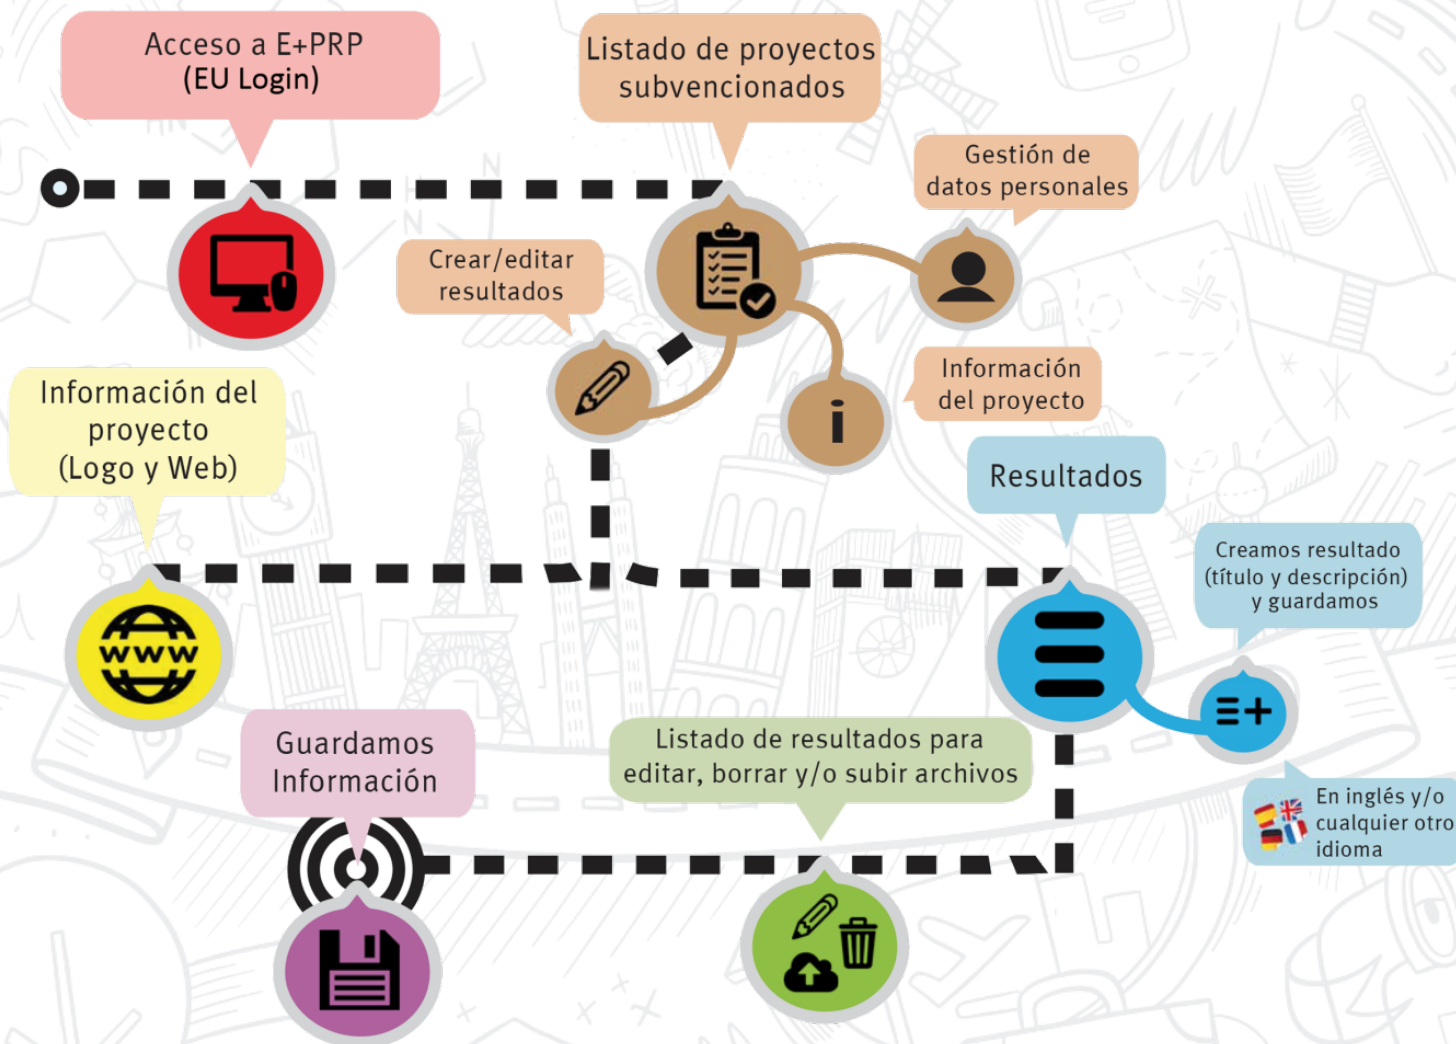 Acceso a E+PRP
(EU Login)
Listado de proyectos
subvencionados
Gestión de
datos personales
Crear/editar
resultados
Información
del proyecto
Información del
proyecto
(Logo y Web)
Resultados
Creamos resultado
(título y descripción)
y guardamos
www
Guardamos
Información
Listado de resultados para
editar, borrar y/o subir archivos
En inglés y/o
cualquier otro
idioma